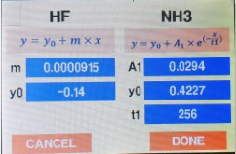 HF NH3
y = y₀ + m × x y = y₀ + A₁ × e^(-x/t1)
m 0.0000915 A1 0.0294
y0 -0.14 y0 0.4227
t1 256
CANCEL DONE